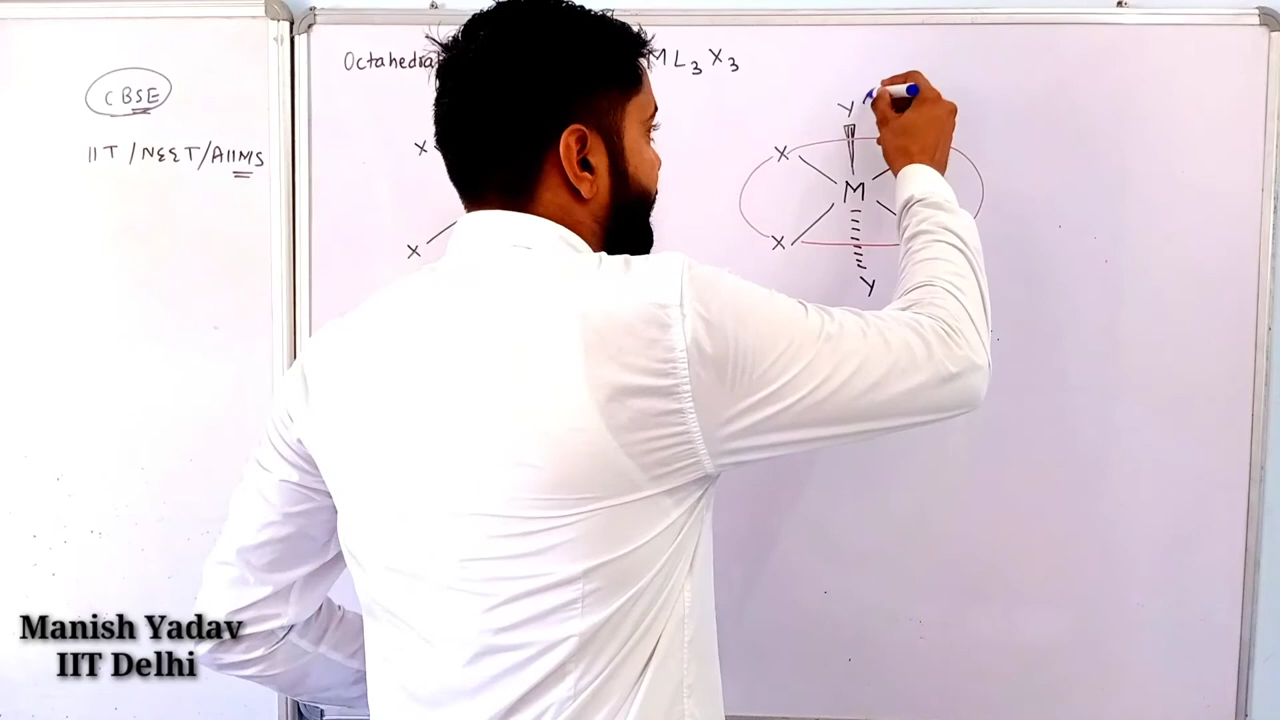 CBSE
IIT / NEET / AIIMS
Octahedra
ML3X3
X
X
Y
X
M
X
Y
Manish Yadav
IIT Delhi